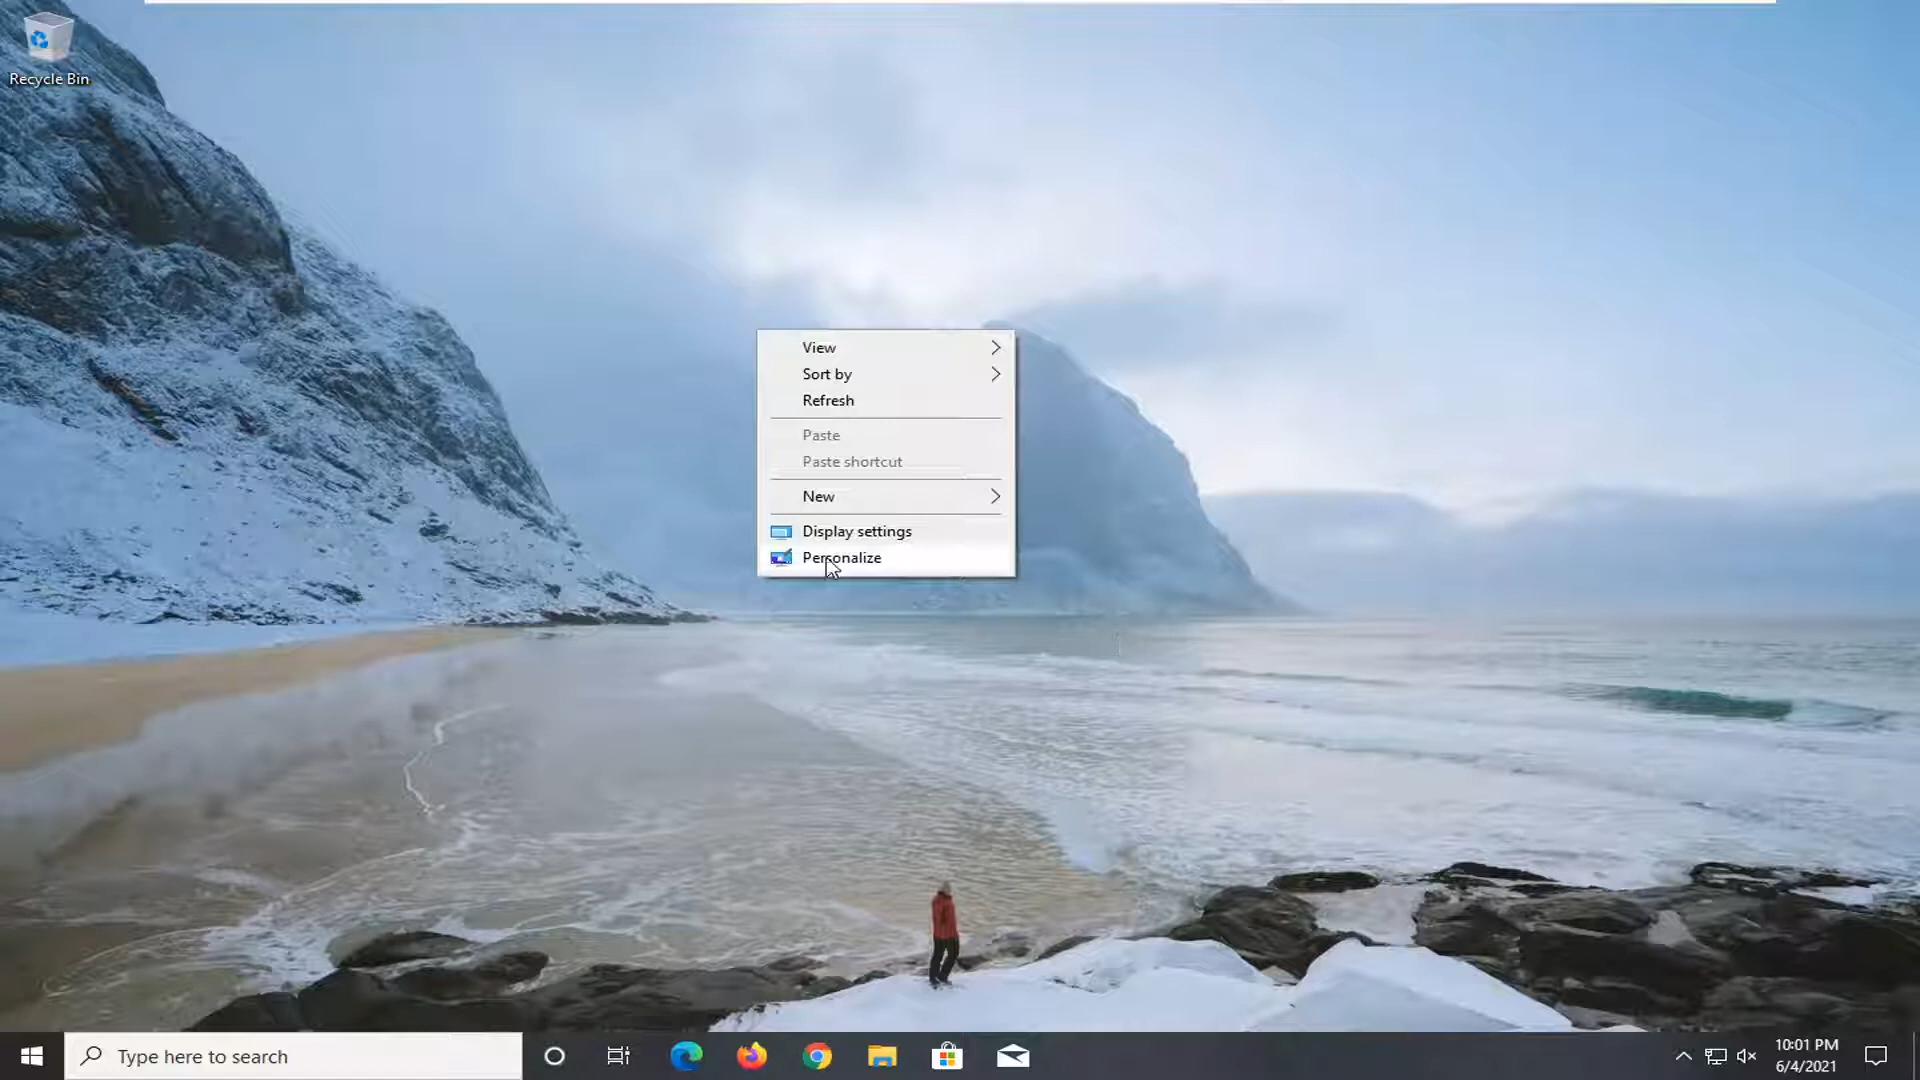 Recycle Bin
View
Sort by
Refresh
Paste
Paste shortcut
New
Display settings
Personalize
Type here to search
10:01 PM
6/4/2021